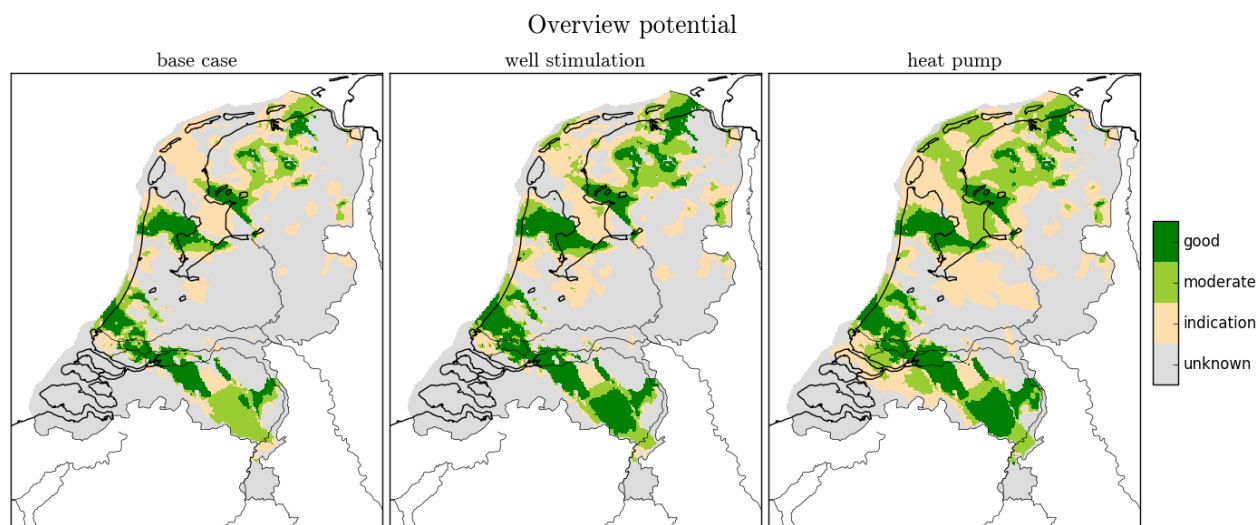 Overview potential
base case
well stimulation
heat pump
good
moderate
indication
unknown